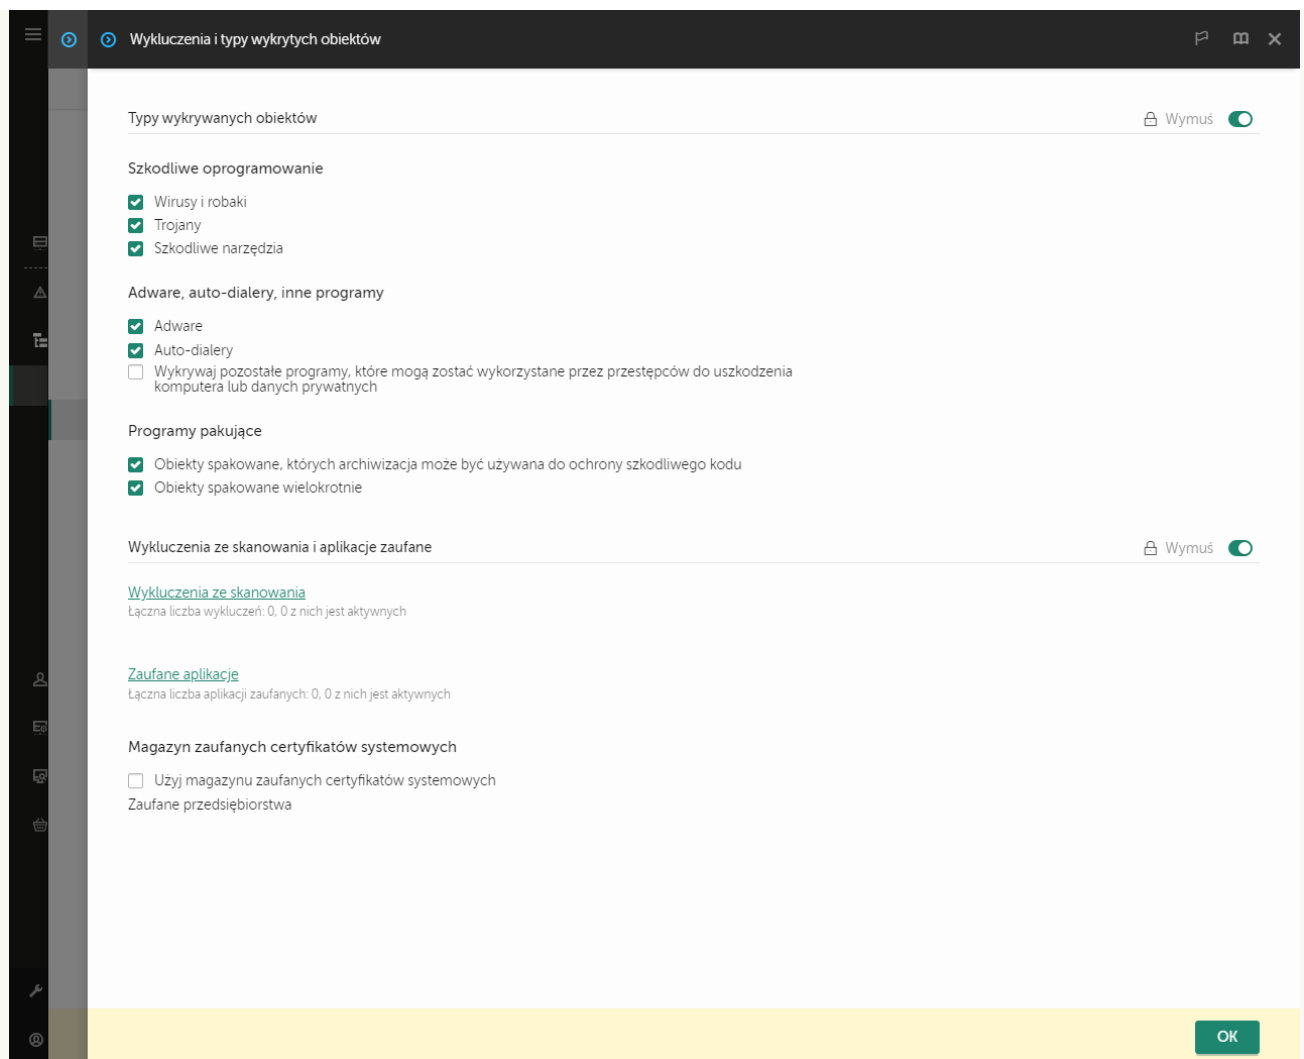 Wykluczenia i typy wykrytych obiektów
Typy wykrywanych obiektów
Wymuś
Szkodliwe oprogramowanie
Wirusy i robaki
Trojany
Szkodliwe narzędzia
Adware, auto-dialery, inne programy
Adware
Auto-dialery
Wykrywaj pozostałe programy, które mogą zostać wykorzystane przez przestępców do uszkodzenia
komputera lub danych prywatnych
Programy pakujące
Obiekty spakowane, których archiwizacja może być używana do ochrony szkodliwego kodu
Obiekty spakowane wielokrotnie
Wykluczenia ze skanowania i aplikacje zaufane
Wymuś
Wykluczenia ze skanowania
Łączna liczba wykluczeń: 0, 0 z nich jest aktywnych
Zaufane aplikacje
Łączna liczba aplikacji zaufanych: 0, 0 z nich jest aktywnych
Magazyn zaufanych certyfikatów systemowych
Użyj magazynu zaufanych certyfikatów systemowych
Zaufane przedsiębiorstwa
OK